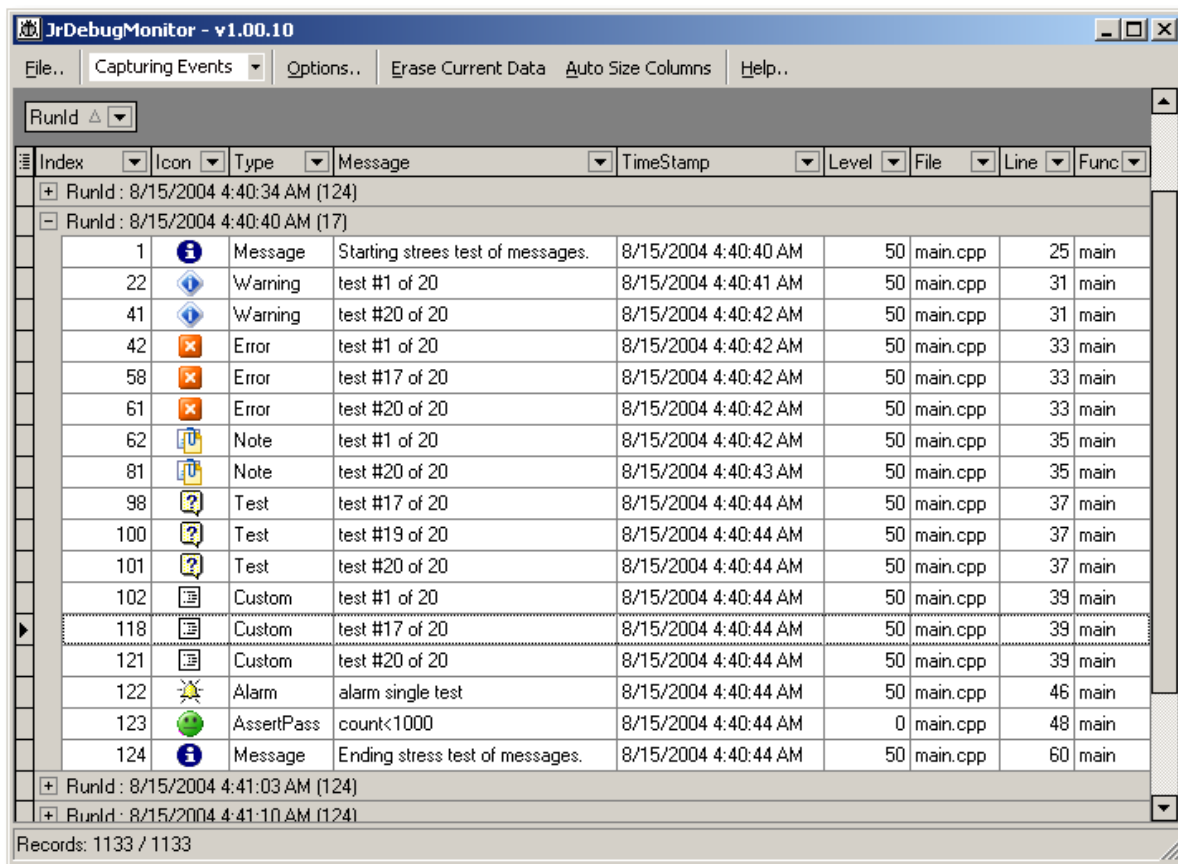 JrDebugMonitor - v1.00.10
File.. Capturing Events Options.. Erase Current Data Auto Size Columns Help..
RunId
Index Icon Type Message TimeStamp Level File Line Func
RunId : 8/15/2004 4:40:34 AM (124)
RunId : 8/15/2004 4:40:40 AM (17)
1 Message Starting strees test of messages. 8/15/2004 4:40:40 AM 50 main.cpp 25 main
22 Warning test #1 of 20 8/15/2004 4:40:41 AM 50 main.cpp 31 main
41 Warning test #20 of 20 8/15/2004 4:40:42 AM 50 main.cpp 31 main
42 Error test #1 of 20 8/15/2004 4:40:42 AM 50 main.cpp 33 main
58 Error test #17 of 20 8/15/2004 4:40:42 AM 50 main.cpp 33 main
61 Error test #20 of 20 8/15/2004 4:40:42 AM 50 main.cpp 33 main
62 Note test #1 of 20 8/15/2004 4:40:42 AM 50 main.cpp 35 main
81 Note test #20 of 20 8/15/2004 4:40:43 AM 50 main.cpp 35 main
98 Test test #17 of 20 8/15/2004 4:40:44 AM 50 main.cpp 37 main
100 Test test #19 of 20 8/15/2004 4:40:44 AM 50 main.cpp 37 main
101 Test test #20 of 20 8/15/2004 4:40:44 AM 50 main.cpp 37 main
102 Custom test #1 of 20 8/15/2004 4:40:44 AM 50 main.cpp 39 main
118 Custom test #17 of 20 8/15/2004 4:40:44 AM 50 main.cpp 39 main
121 Custom test #20 of 20 8/15/2004 4:40:44 AM 50 main.cpp 39 main
122 Alarm alarm single test 8/15/2004 4:40:44 AM 50 main.cpp 46 main
123 AssertPass count<1000 8/15/2004 4:40:44 AM 0 main.cpp 48 main
124 Message Ending stress test of messages. 8/15/2004 4:40:44 AM 50 main.cpp 60 main
RunId : 8/15/2004 4:41:03 AM (124)
RunId : 8/15/2004 4:41:10 AM (124)
Records: 1133 / 1133